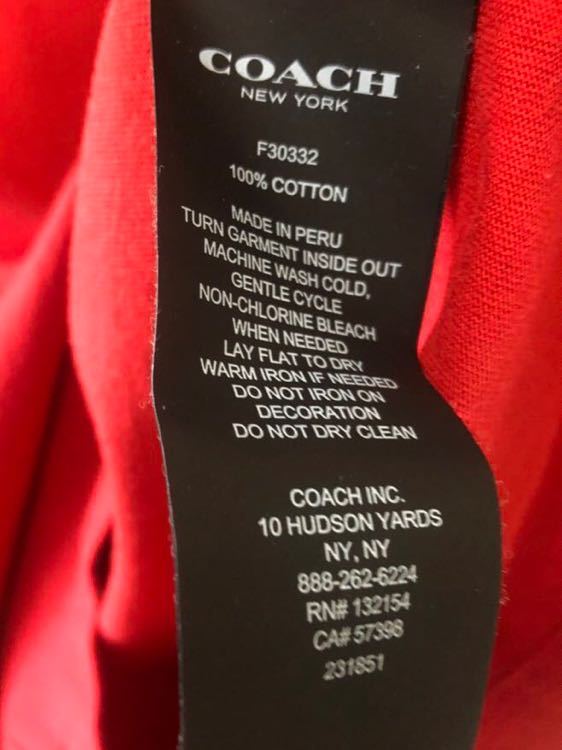 COACH
NEW YORK
F30332
100% COTTON
MADE IN PERU
TURN GARMENT INSIDE OUT
MACHINE WASH COLD,
GENTLE CYCLE
NON-CHLORINE BLEACH
WHEN NEEDED
LAY FLAT TO DRY
WARM IRON IF NEEDED
DO NOT IRON ON
DECORATION
DO NOT DRY CLEAN
COACH INC.
10 HUDSON YARDS
NY, NY
888-262-6224
RN# 132154
CA# 57398
231851